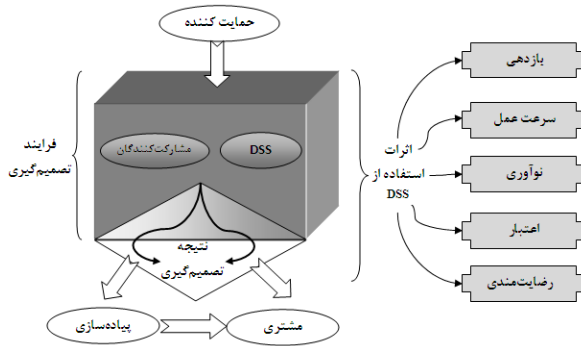 حمایت کننده
فرایند
تصمیم‌گیری
مشارکت‌کنندگان
DSS
نتیجه
تصمیم‌گیری
پیاده‌سازی
مشتری
اثرات
استفاده از
DSS
بازدهی
سرعت عمل
نوآوری
اعتبار
رضایت‌مندی